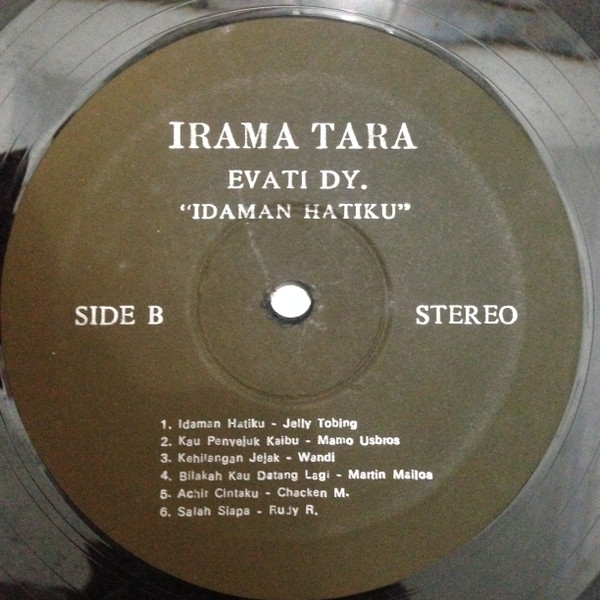 IRAMA TARA
EVATI DY.
“IDAMAN HATIKU”
SIDE B
STEREO
1. Idaman Hatiku - Jelly Tobing
2. Kau Penyejuk Kalbu - Mamo Usbros
3. Kehilangan Jejak - Wandi
4. Bilakah Kau Datang Lagi - Martin Mailoa
5. Achir Cintaku - Chacken M.
6. Salah Siapa - Rudy R.